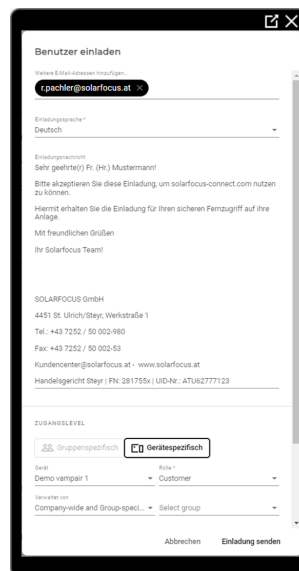 Benutzer einladen
Weitere E-Mail-Adressen hinzufügen...
r.pachler@solarfocus.at
Einladungssprache *
Deutsch
Einladungsnachricht
Sehr geehrte(r) Fr. (Hr.) Mustermann!
Bitte akzeptieren Sie diese Einladung, um solarfocus-connect.com nutzen
zu können.
Hiermit erhalten Sie die Einladung für Ihren sicheren Fernzugriff auf ihre
Anlage.
Mit freundlichen Grüßen
Ihr Solarfocus Team!
SOLARFOCUS GmbH
4451 St. Ulrich/Steyr, Werkstraße 1
Tel.: +43 7252 / 50 002-980
Fax: +43 7252 / 50 002-53
Kundencenter@solarfocus.at - www.solarfocus.at
Handelsgericht Steyr | FN: 281755x | UID-Nr.: ATU62777123
ZUGANGSLEVEL
Gruppenspezifisch Gerätespezifisch
Gerät Rolle *
Demo vampair 1 Customer
Verwaltet von
Company-wide and Group-speci... Select group
Abbrechen Einladung senden